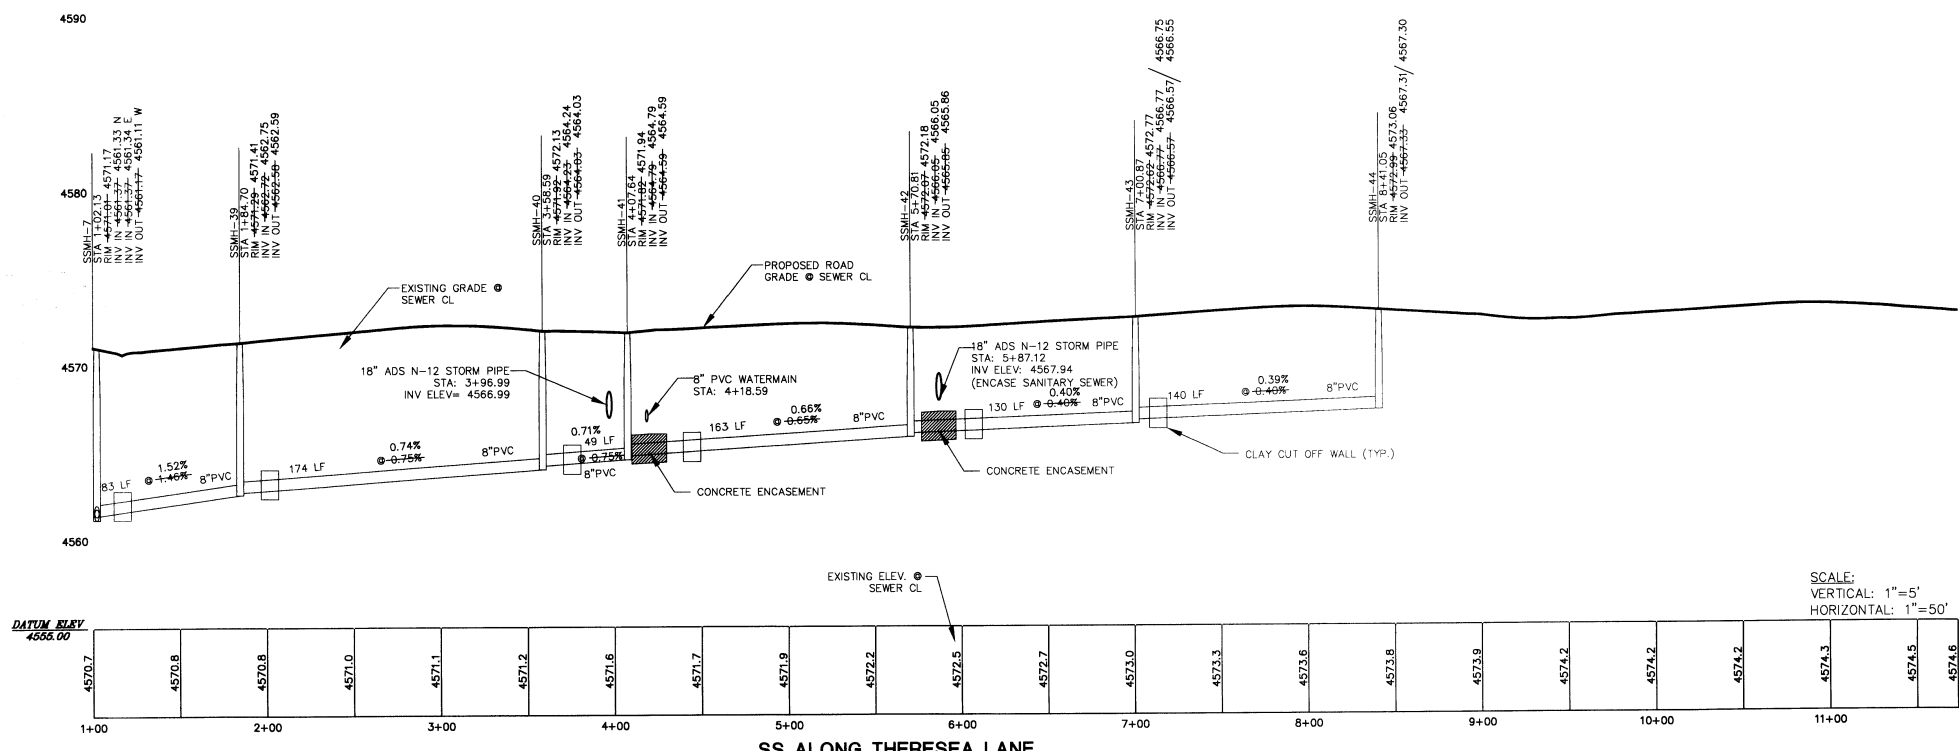 4590
4580
4570
4560
SSMH-7
STA 1+02.13
RIM 4571.01 4571.17
INV IN 4561.37 4561.33 N
INV IN 4561.37 4561.34 E
INV OUT 4561.17 4561.11 W
SSMH-39
STA 1+84.70
RIM 4571.29 4571.41
INV IN 4562.72 4562.75
INV OUT 4562.58 4562.59
SSMH-40
STA 3+58.59
RIM 4571.92 4572.13
INV IN 4564.23 4564.24
INV OUT 4564.03 4564.03
SSMH-41
STA 4+07.64
RIM 4571.82 4571.94
INV IN 4564.79 4564.79
INV OUT 4564.59 4564.59
SSMH-42
STA 5+70.81
RIM 4572.07 4572.18
INV IN 4566.05 4566.05
INV OUT 4565.85 4565.86
SSMH-43
STA 7+00.87
RIM 4572.62 4572.77
INV IN 4566.77 4566.77 / 4566.75
INV OUT 4566.57 4566.57 / 4566.55
SSMH-44
STA 8+41.05
RIM 4572.99 4573.06
INV OUT 4567.33 4567.31 / 4567.30
EXISTING GRADE @
SEWER CL
PROPOSED ROAD
GRADE @ SEWER CL
18" ADS N-12 STORM PIPE
STA: 3+96.99
INV ELEV= 4566.99
8" PVC WATERMAIN
STA: 4+18.59
18" ADS N-12 STORM PIPE
STA: 5+87.12
INV ELEV: 4567.94
(ENCASE SANITARY SEWER)
1.52%
83 LF @ 1.46% 8"PVC
0.74%
174 LF @ 0.75% 8"PVC
0.71%
49 LF
@ 0.75%
8"PVC
0.66%
163 LF @ 0.65% 8"PVC
0.40%
130 LF @ 0.40% 8"PVC
0.39%
140 LF @ 0.40% 8"PVC
CONCRETE ENCASEMENT
CONCRETE ENCASEMENT
CLAY CUT OFF WALL (TYP.)
EXISTING ELEV. @
SEWER CL
SCALE:
VERTICAL: 1"=5'
HORIZONTAL: 1"=50'
DATUM ELEV
4555.00
4570.7 4570.8 4570.8 4571.0 4571.1 4571.2 4571.6 4571.7 4571.9 4572.2 4572.5 4572.7 4573.0 4573.3 4573.6 4573.8 4573.9 4574.2 4574.2 4574.2 4574.3 4574.5 4574.6
1+00 2+00 3+00 4+00 5+00 6+00 7+00 8+00 9+00 10+00 11+00
SS ALONG THERESEA LANE